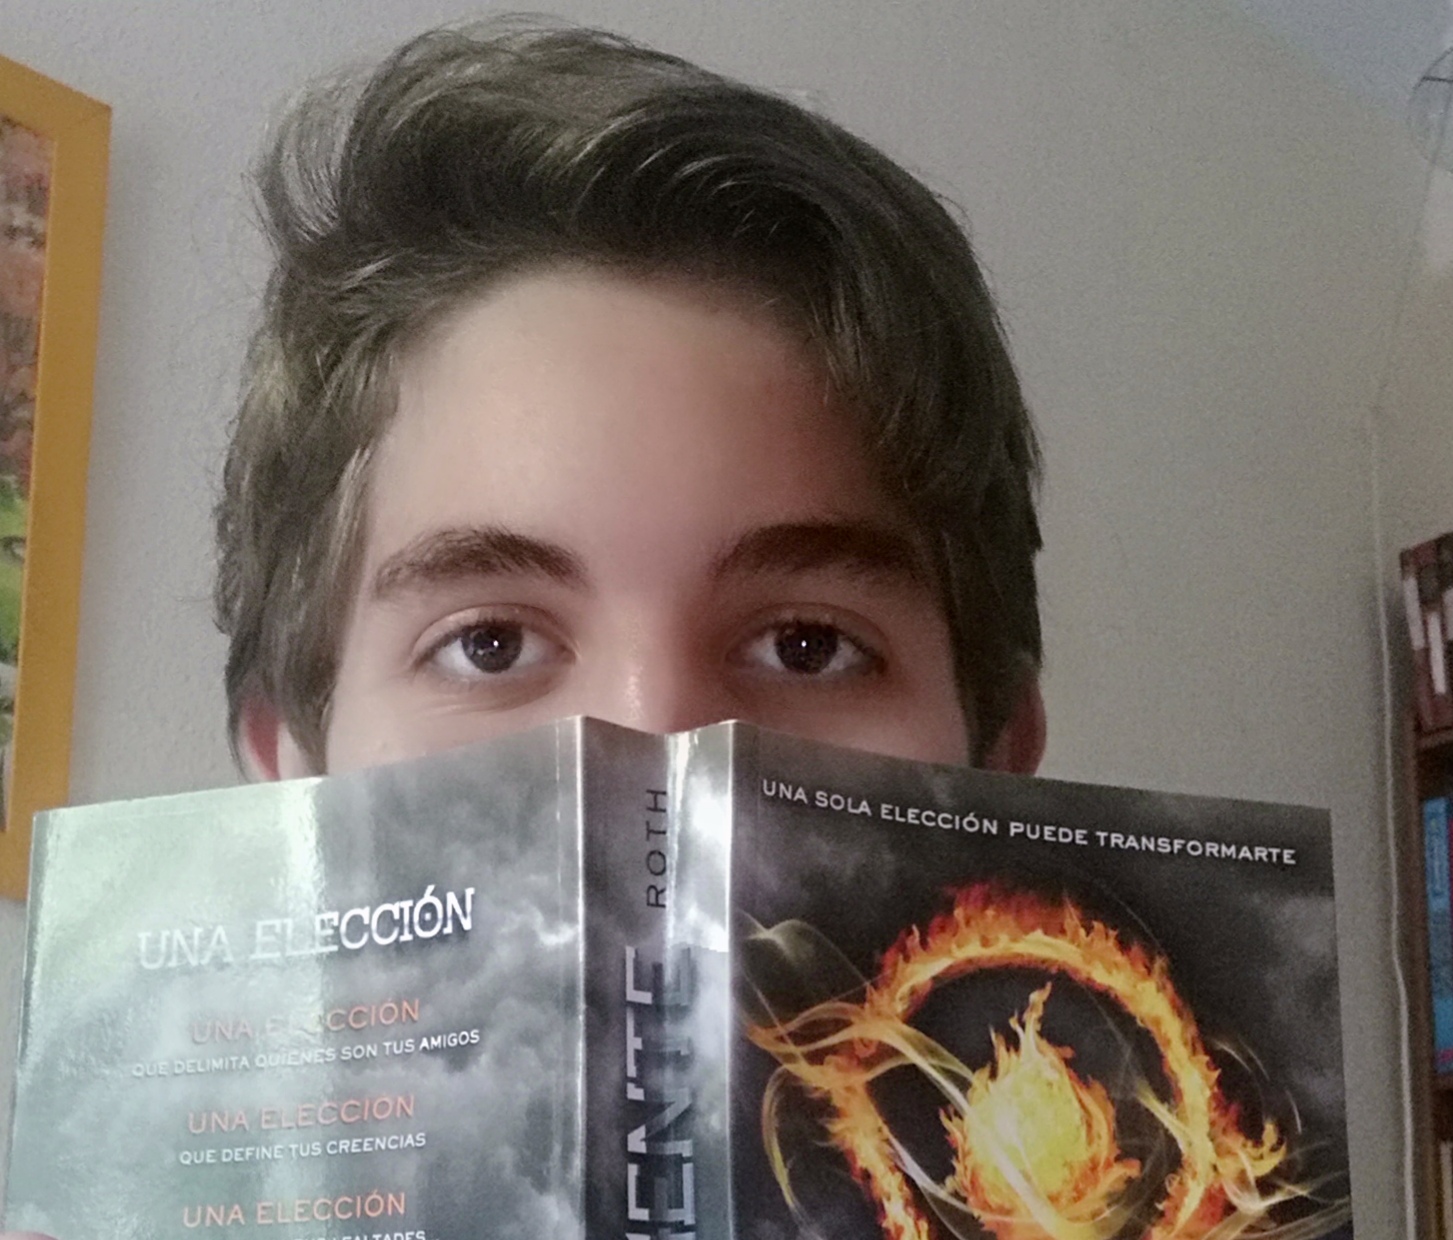 UNA ELECCIÓN
UNA ELECCIÓN
QUE DELIMITA QUIÉNES SON TUS AMIGOS
UNA ELECCIÓN
QUE DEFINE TUS CREENCIAS
UNA ELECCIÓN
ROTH
UNA SOLA ELECCIÓN PUEDE TRANSFORMARTE